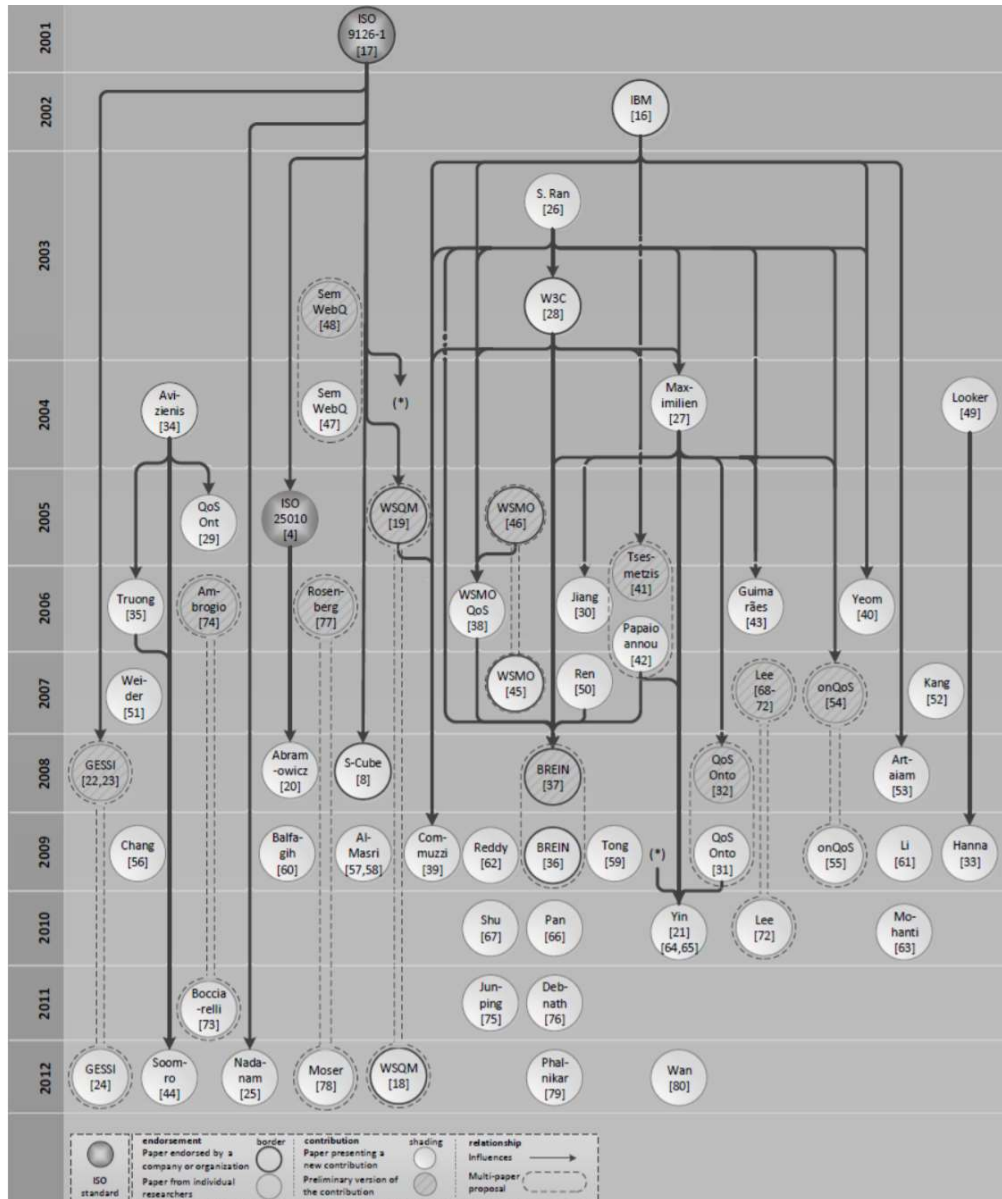 2001
ISO
9126-1
[17]
2002
IBM
[16]
2003
S. Ran
[26]
W3C
[28]
Sem
WebQ
[48]
2004
Avi-
zienis
[34]
Sem
WebQ
[47]
(*)
Max-
imilien
[27]
Looker
[49]
2005
QoS
Ont
[29]
ISO
25010
[4]
WSQM
[19]
WSMO
[46]
2006
Truong
[35]
Am-
brogio
[74]
Rosen-
berg
[77]
WSMO
QoS
[38]
Jiang
[30]
Tses-
metzis
[41]
Papaio
annou
[42]
Guima-
rães
[43]
Yeom
[40]
2007
Wei-
der
[51]
WSMO
[45]
Ren
[50]
Lee
[68-
72]
onQoS
[54]
Kang
[52]
2008
GESSI
[22,23]
Abram
-owicz
[20]
S-Cube
[8]
BREIN
[37]
QoS
Onto
[32]
Art-
aiam
[53]
2009
Chang
[56]
Balfa-
gih
[60]
Al-
Masri
[57,58]
Com-
muzzi
[39]
Reddy
[62]
BREIN
[36]
Tong
[59]
(*)
QoS
Onto
[31]
onQoS
[55]
Li
[61]
Hanna
[33]
2010
Shu
[67]
Pan
[66]
Yin
[21]
[64,65]
Lee
[72]
Mo-
hanti
[63]
2011
Boccia
-relli
[73]
Jun-
ping
[75]
Deb-
nath
[76]
2012
GESSI
[24]
Soom-
ro
[44]
Nada-
nam
[25]
Moser
[78]
WSQM
[18]
Phal-
nikar
[79]
Wan
[80]
ISO
standard
endorsement border
Paper endorsed by a
company or organization
Paper from individual
researchers
contribution shading
Paper presenting a
new contribution
Preliminary version of
the contribution
relationship
Influences
Multi-paper
proposal